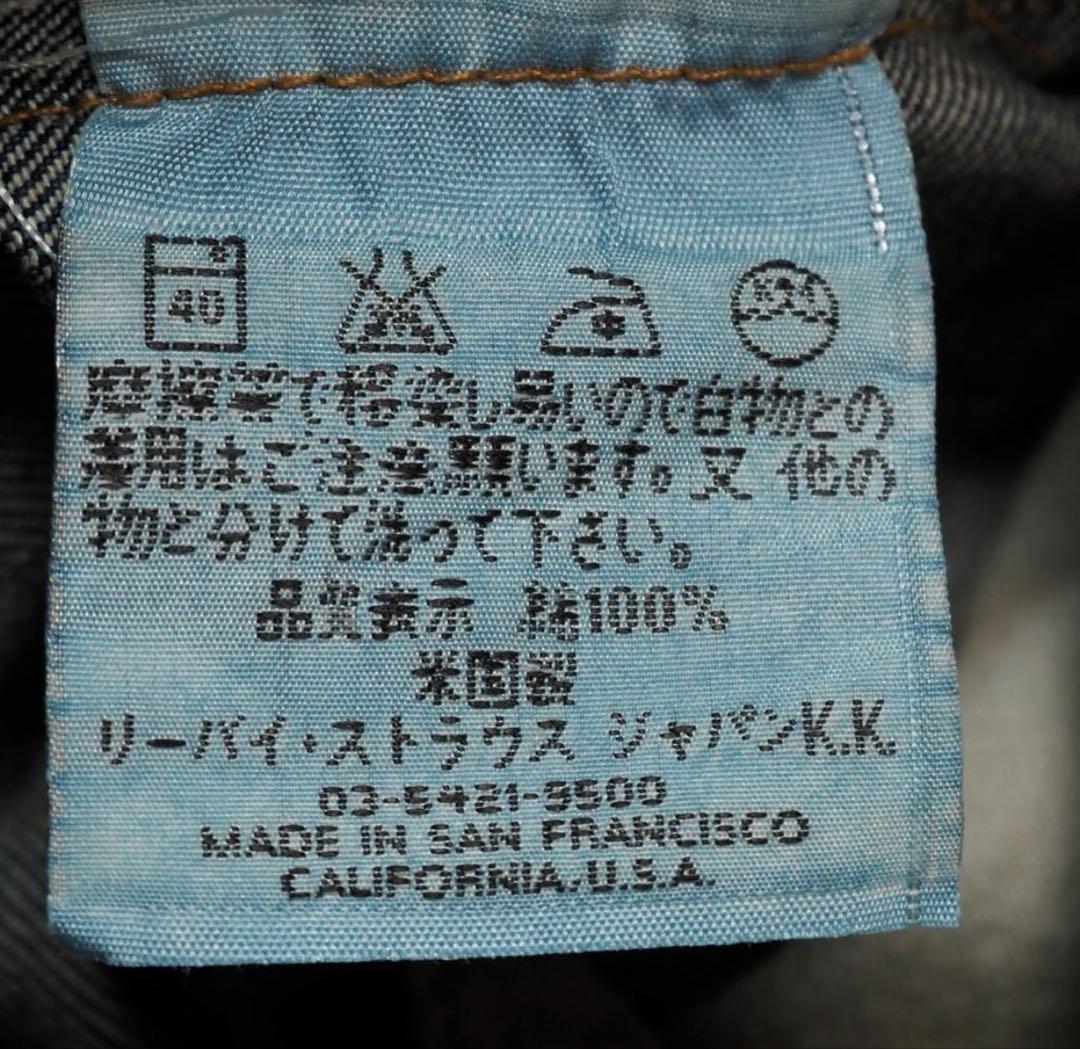 40
摩擦等で移染し易いので白物との
着用はご注意願います。又 他の
物と分けて洗って下さい。
品質表示 綿100%
米国製
リーバイ・ストラウス ジャパンK.K.
03-5421-9500
MADE IN SAN FRANCISCO
CALIFORNIA.U.S.A.